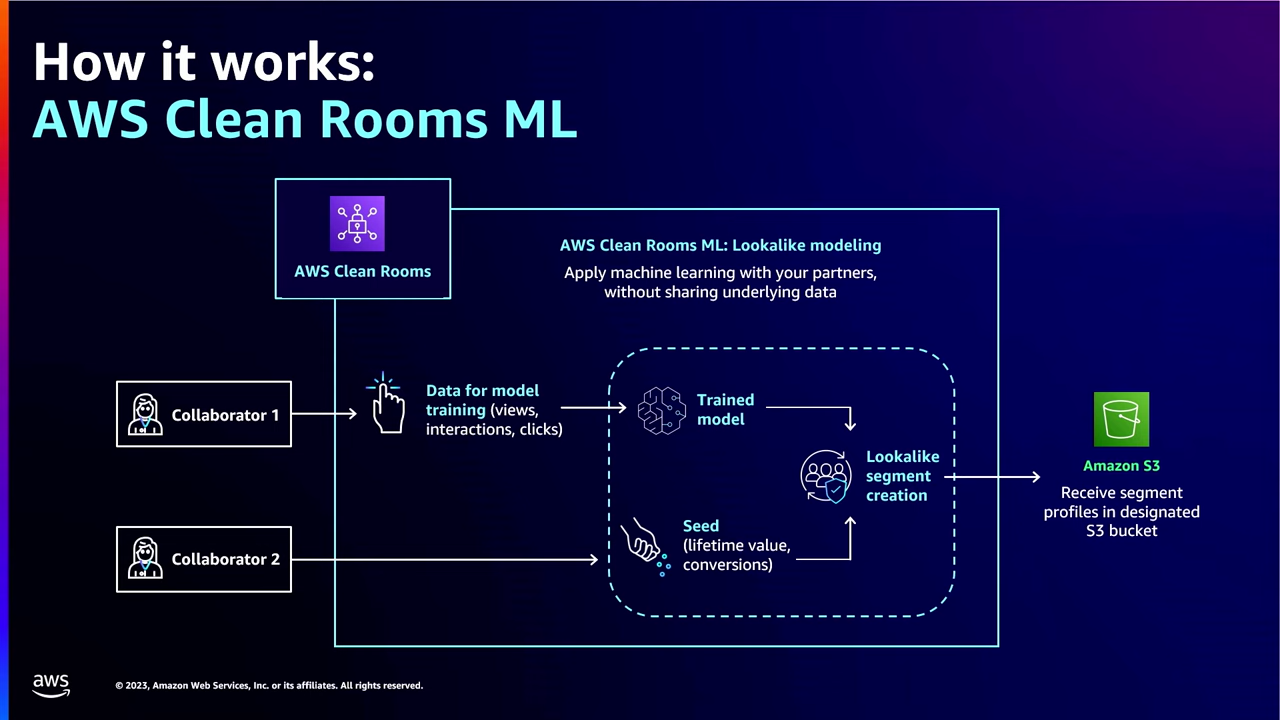 How it works:
AWS Clean Rooms ML
AWS Clean Rooms
AWS Clean Rooms ML: Lookalike modeling
Apply machine learning with your partners,
without sharing underlying data
Collaborator 1
Data for model
training (views,
interactions, clicks)
Trained
model
Lookalike
segment
creation
Amazon S3
Receive segment
profiles in designated
S3 bucket
Collaborator 2
Seed
(lifetime value,
conversions)
aws
© 2023, Amazon Web Services, Inc. or its affiliates. All rights reserved.